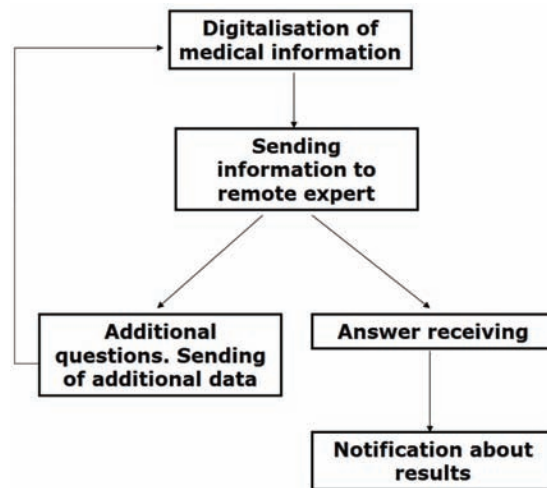 Digitalisation of
medical information
Sending
information to
remote expert
Additional
questions. Sending
of additional data
Answer receiving
Notification about
results